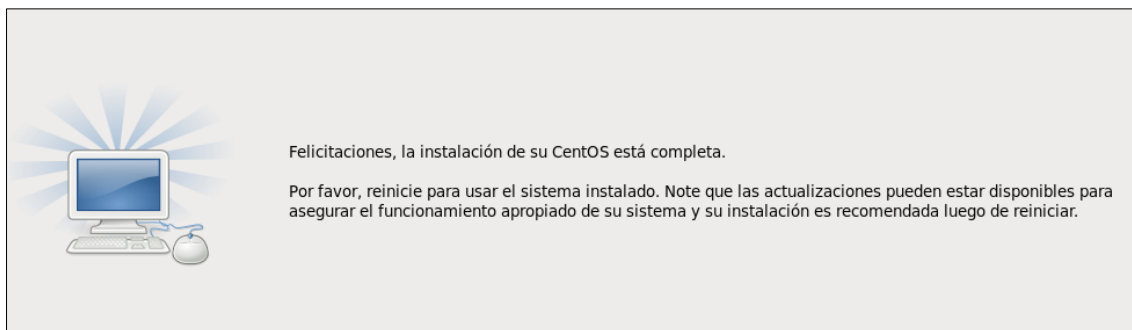 Felicitaciones, la instalación de su CentOS está completa.
Por favor, reinicie para usar el sistema instalado. Note que las actualizaciones pueden estar disponibles para
asegurar el funcionamiento apropiado de su sistema y su instalación es recomendada luego de reiniciar.